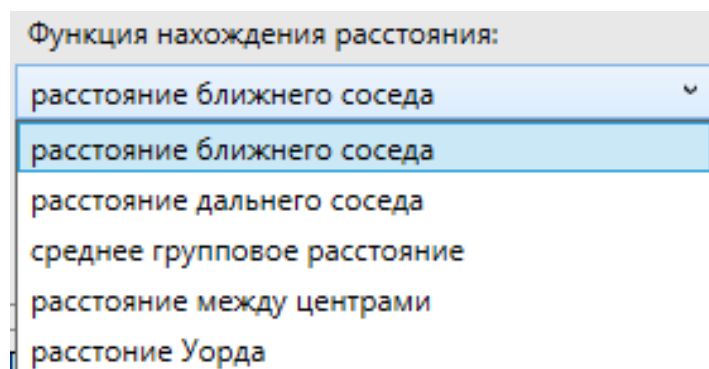 Функция нахождения расстояния:
расстояние ближнего соседа
расстояние ближнего соседа
расстояние дальнего соседа
среднее групповое расстояние
расстояние между центрами
расстоние Уорда